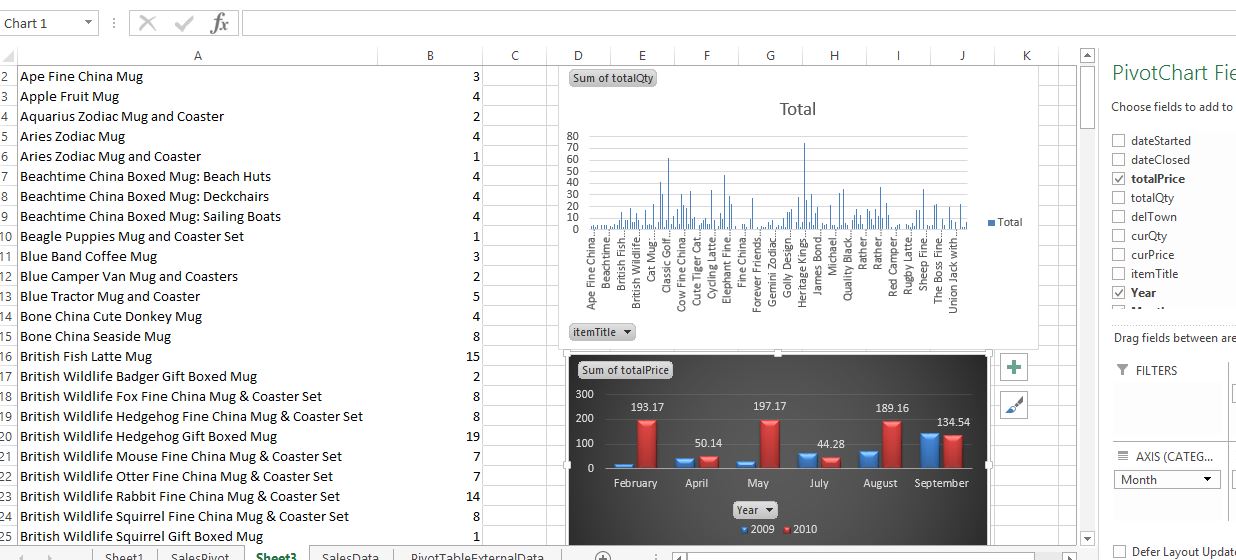 Chart 1
fx
A B C D E F G H I J K
2 Ape Fine China Mug 3
3 Apple Fruit Mug 4
4 Aquarius Zodiac Mug and Coaster 2
5 Aries Zodiac Mug 4
6 Aries Zodiac Mug and Coaster 1
7 Beachtime China Boxed Mug: Beach Huts 4
8 Beachtime China Boxed Mug: Deckchairs 4
9 Beachtime China Boxed Mug: Sailing Boats 4
10 Beagle Puppies Mug and Coaster Set 1
11 Blue Band Coffee Mug 3
12 Blue Camper Van Mug and Coasters 2
13 Blue Tractor Mug and Coaster 5
14 Bone China Cute Donkey Mug 4
15 Bone China Seaside Mug 8
16 British Fish Latte Mug 15
17 British Wildlife Badger Gift Boxed Mug 2
18 British Wildlife Fox Fine China Mug & Coaster Set 8
19 British Wildlife Hedgehog Fine China Mug & Coaster Set 8
20 British Wildlife Hedgehog Gift Boxed Mug 19
21 British Wildlife Mouse Fine China Mug & Coaster Set 7
22 British Wildlife Otter Fine China Mug & Coaster Set 7
23 British Wildlife Rabbit Fine China Mug & Coaster Set 14
24 British Wildlife Squirrel Fine China Mug & Coaster Set 8
25 British Wildlife Squirrel Gift Boxed Mug 1
Sum of totalQty
Total
80
70
60
50
40
30
20
10
0
Ape Fine China…
Beachtime…
British Fish…
British Wildlife…
Cat Mug:…
Classic Golf…
Cow Fine China…
Cute Tiger Cat…
Cycling Latte…
Elephant Fine…
Fine China…
Forever Friends…
Gemini Zodiac…
Golly Design…
Heritage Kings…
James Bond…
Michael…
Quality Black…
Rather…
Rather…
Red Camper…
Rugby Latte…
Sheep Fine…
The Boss Fine…
Union Jack with…
Total
itemTitle
Sum of totalPrice
300
200
100
0
193.17
50.14
197.17
44.28
189.16
134.54
February April May July August September
Year
2009 2010
PivotChart Fie
Choose fields to add to
dateStarted
dateClosed
totalPrice
totalQty
delTown
curQty
curPrice
itemTitle
Year
Drag fields between are
FILTERS
AXIS (CATEG...
Month
Defer Layout Updat
Sheet1 SalesPivot Sheet3 SalesData PivotTableExternalData